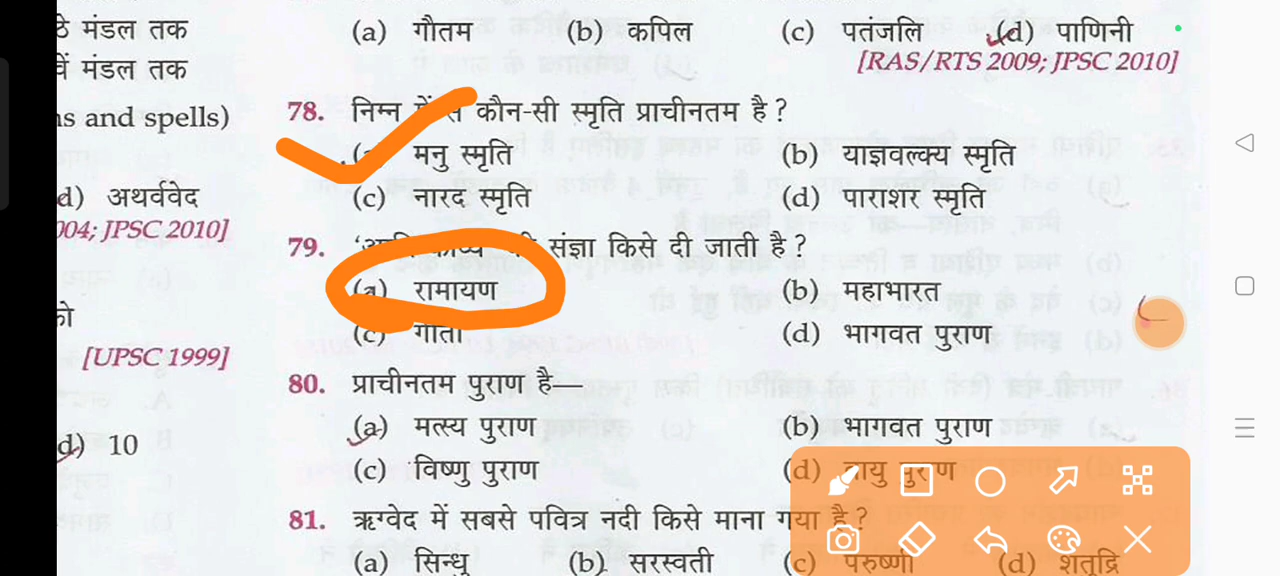 ठे मंडल तक
वें मंडल तक
ns and spells)
d) अथर्ववेद
004; JPSC 2010]
को
[UPSC 1999]
d) 10
(a) गौतम (b) कपिल (c) पतंजलि (d) पाणिनी
[RAS/RTS 2009; JPSC 2010]
78. निम्न में से कौन-सी स्मृति प्राचीनतम है ?
मनु स्मृति (b) याज्ञवल्क्य स्मृति
(c) नारद स्मृति (d) पाराशर स्मृति
79. संज्ञा किसे दी जाती है ?
(a) रामायण (b) महाभारत
(c) गीता (d) भागवत पुराण
80. प्राचीनतम पुराण है—
(a) मत्स्य पुराण (b) भागवत पुराण
(c) विष्णु पुराण (d) वायु पुराण
81. ऋग्वेद में सबसे पवित्र नदी किसे माना गया है ?
(a) सिन्धु (b) सरस्वती (c) परुष्णी (d) शतुद्रि